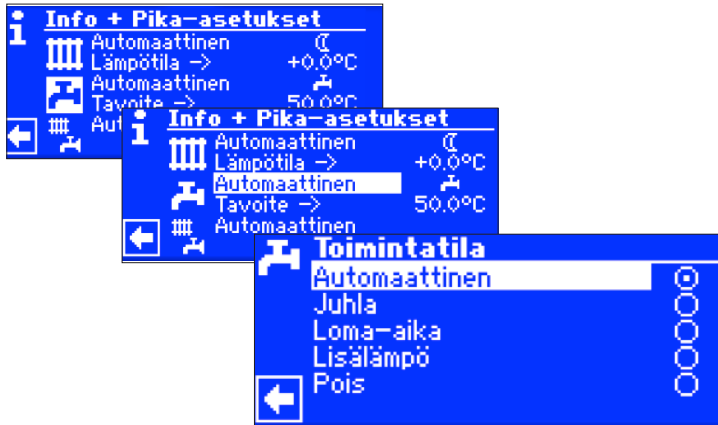 Info + Pika-asetukset
Automaattinen
Lämpötila -> +0.0°C
Automaattinen
Tavoite -> 50.0°C
Aut
Info + Pika-asetukset
Automaattinen
Lämpötila -> +0.0°C
Automaattinen
Tavoite -> 50.0°C
Automaattinen
Toimintatila
Automaattinen
Juhla
Loma-aika
Lisälämpö
Pois